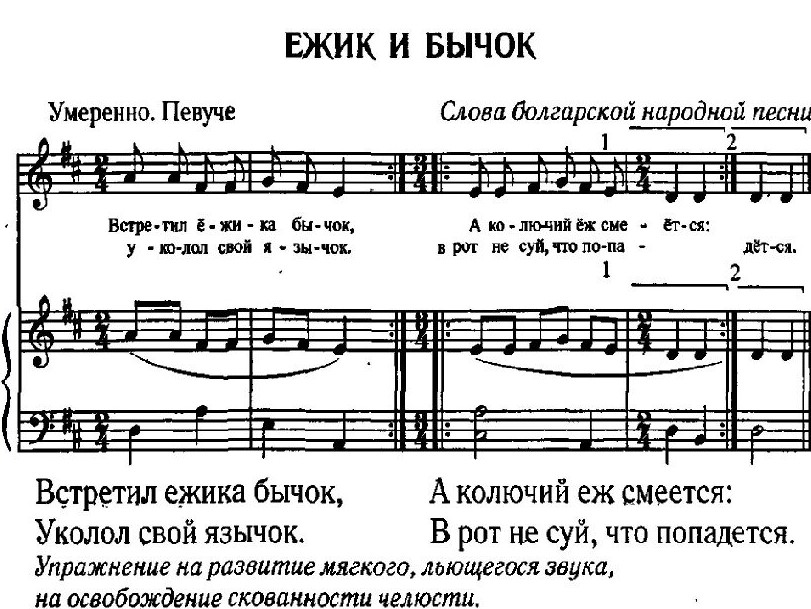 ЕЖИК И БЫЧОК
Умеренно. Певуче
Слова болгарской народной песни
1 2
Встре-тил ё-жи-ка бы-чок, А ко-лю-чий ёж сме - ёт-ся:
у-ко-лол свой я-зы-чок. в рот не суй, что по-па - дёт-ся.
1 2
Встретил ежика бычок, А колючий еж смеется:
Уколол свой язычок. В рот не суй, что попадется.
Упражнение на развитие мягкого, льющегося звука,
на освобождение скованности челюсти.